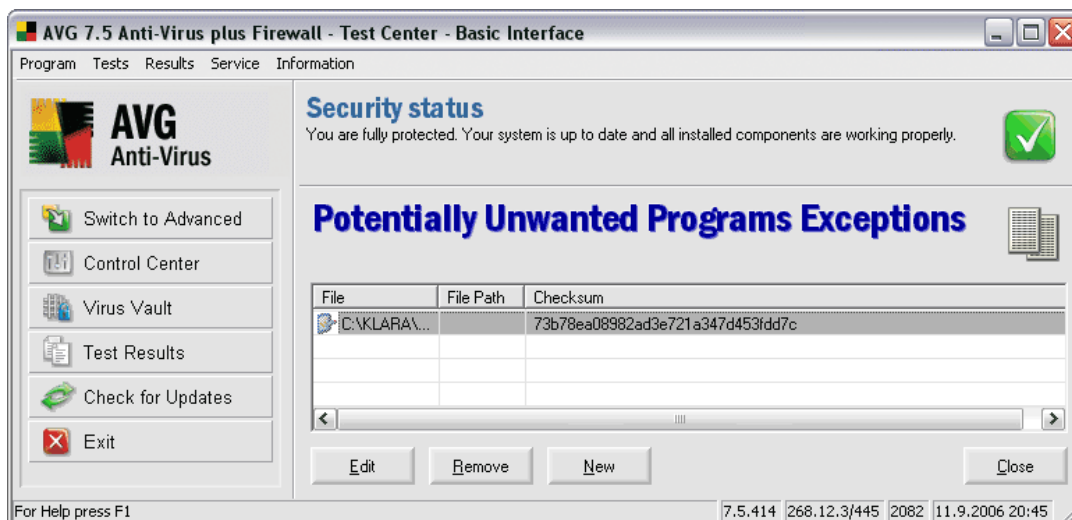 AVG 7.5 Anti-Virus plus Firewall - Test Center - Basic Interface
Program Tests Results Service Information
AVG
Anti-Virus
Security status
You are fully protected. Your system is up to date and all installed components are working properly.
Switch to Advanced
Control Center
Virus Vault
Test Results
Check for Updates
Exit
Potentially Unwanted Programs Exceptions
File File Path Checksum
C:\KLARA\... 73b78ea08982ad3e721a347d453fdd7c
Edit Remove New Close
For Help press F1 7.5.414 268.12.3/445 2082 11.9.2006 20:45